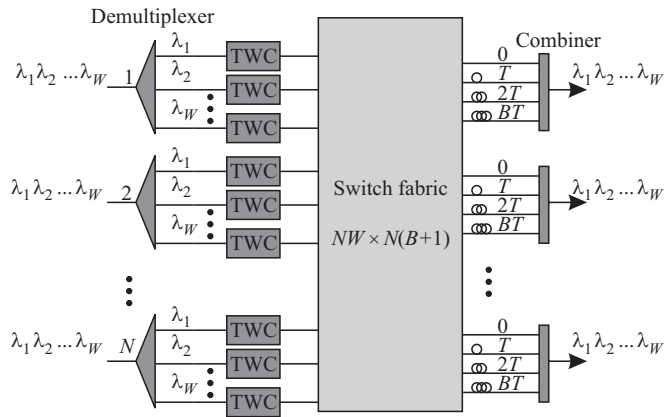 Demultiplexer
λ1
TWC
0
Combiner
λ1λ2 ...λW
1
λ2
TWC
T
2T
λ1λ2 ...λW
λW
TWC
BT
λ1
TWC
0
λ1λ2 ...λW
2
λ2
TWC
Switch fabric
T
2T
λ1λ2 ...λW
λW
TWC
NW × N(B+1)
BT
λ1
TWC
0
λ1λ2 ...λW
N
λ2
TWC
T
2T
λ1λ2 ...λW
λW
TWC
BT